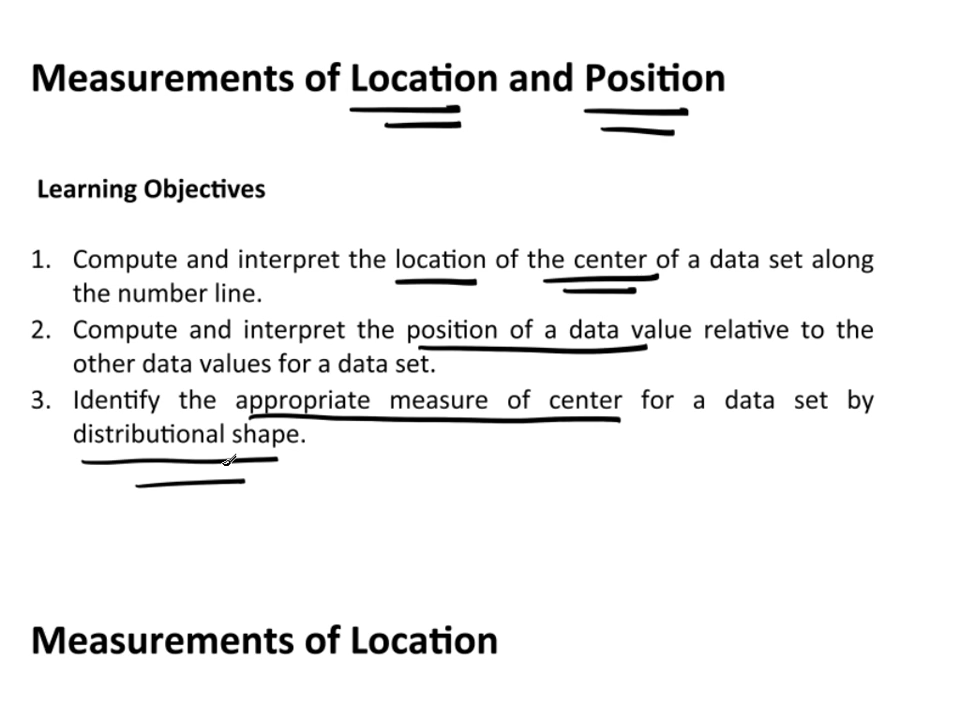 Measurements of Location and Position
Learning Objectives
1. Compute and interpret the location of the center of a data set along
the number line.
2. Compute and interpret the position of a data value relative to the
other data values for a data set.
3. Identify the appropriate measure of center for a data set by
distributional shape.
Measurements of Location